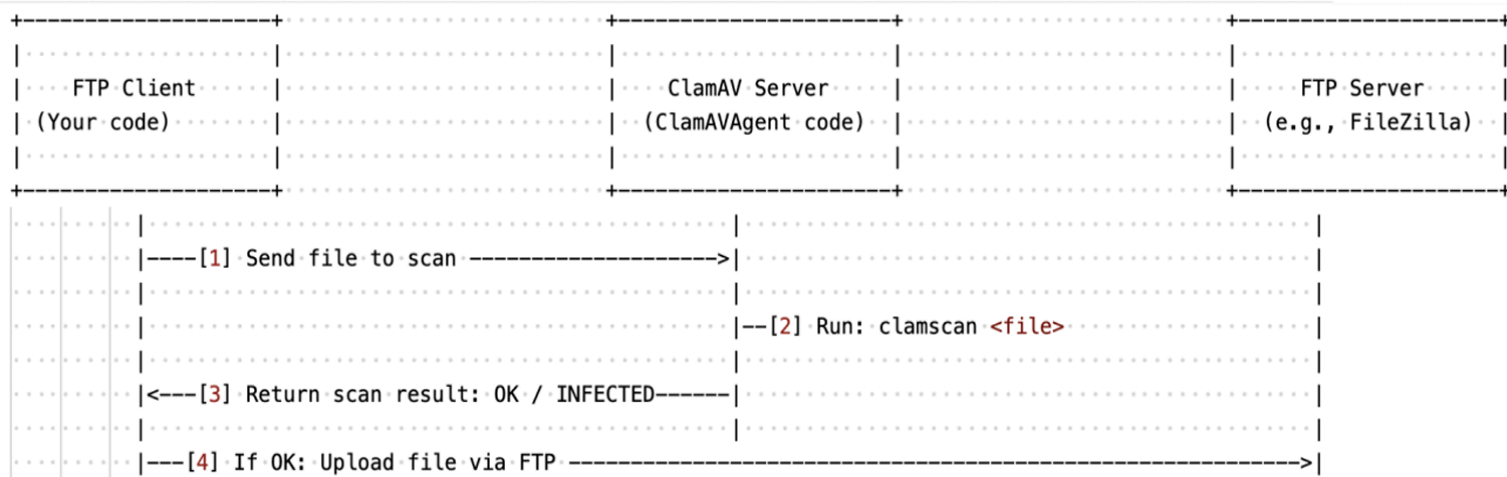 FTP Client ClamAV Server FTP Server
(Your code) (ClamAVAgent code) (e.g., FileZilla)
[1] Send file to scan
[2] Run: clamscan <file>
[3] Return scan result: OK / INFECTED
[4] If OK: Upload file via FTP